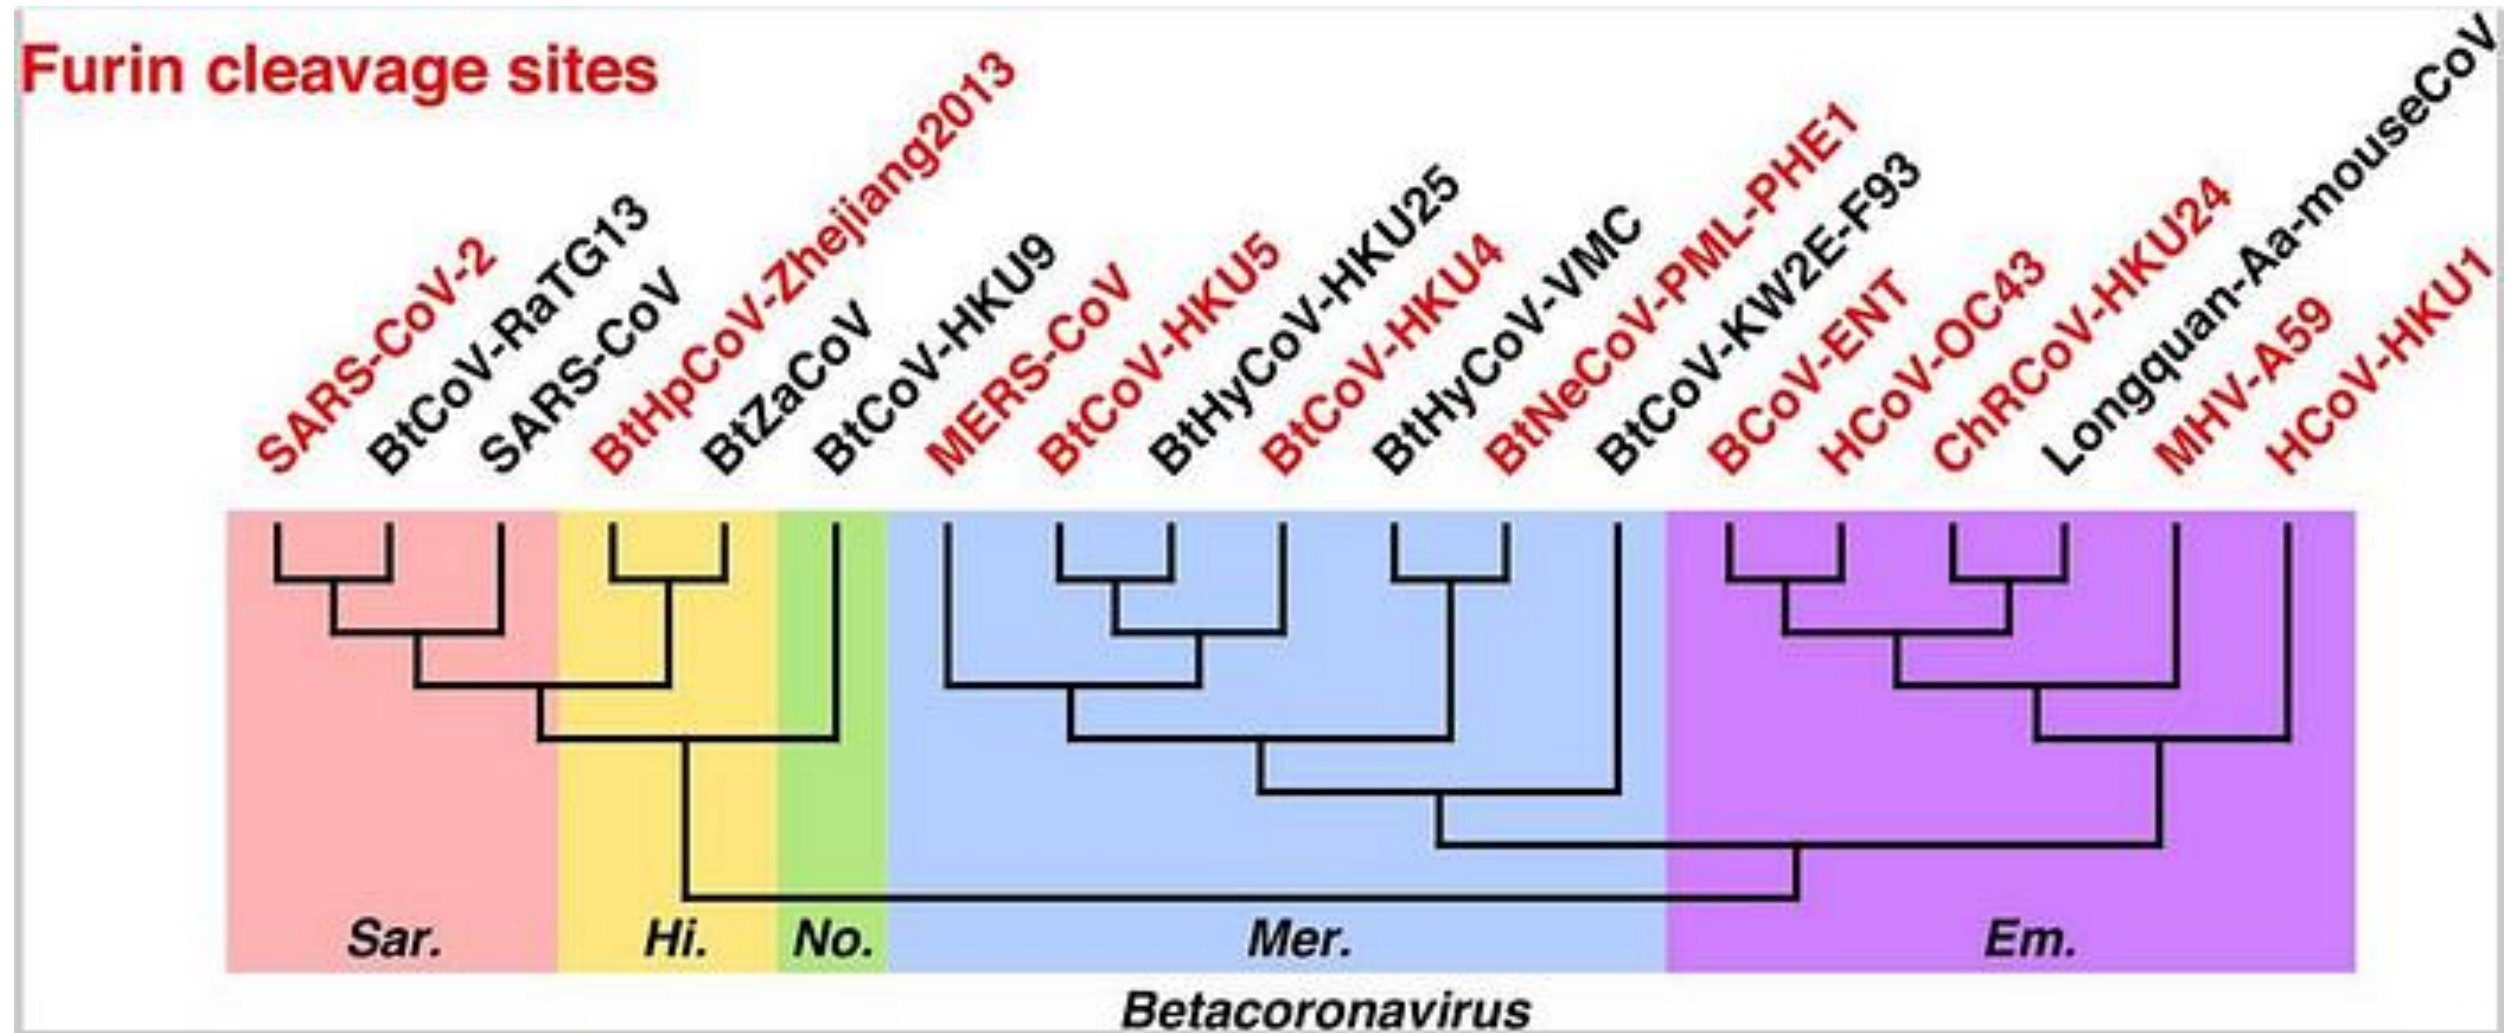 Furin cleavage sites
SARS-CoV-2
BtCoV-RaTG13
SARS-CoV
BtHpCoV-Zhejiang2013
BtZaCoV
BtCoV-HKU9
MERS-CoV
BtCoV-HKU5
BtHyCoV-HKU25
BtCoV-HKU4
BtHyCoV-VMC
BtNeCoV-PML-PHE1
BtCoV-KW2E-F93
BCoV-ENT
HCoV-OC43
ChRCoV-HKU24
Longquan-Aa-mouseCoV
MHV-A59
HCoV-HKU1
Sar.
Hi.
No.
Mer.
Em.
Betacoronavirus